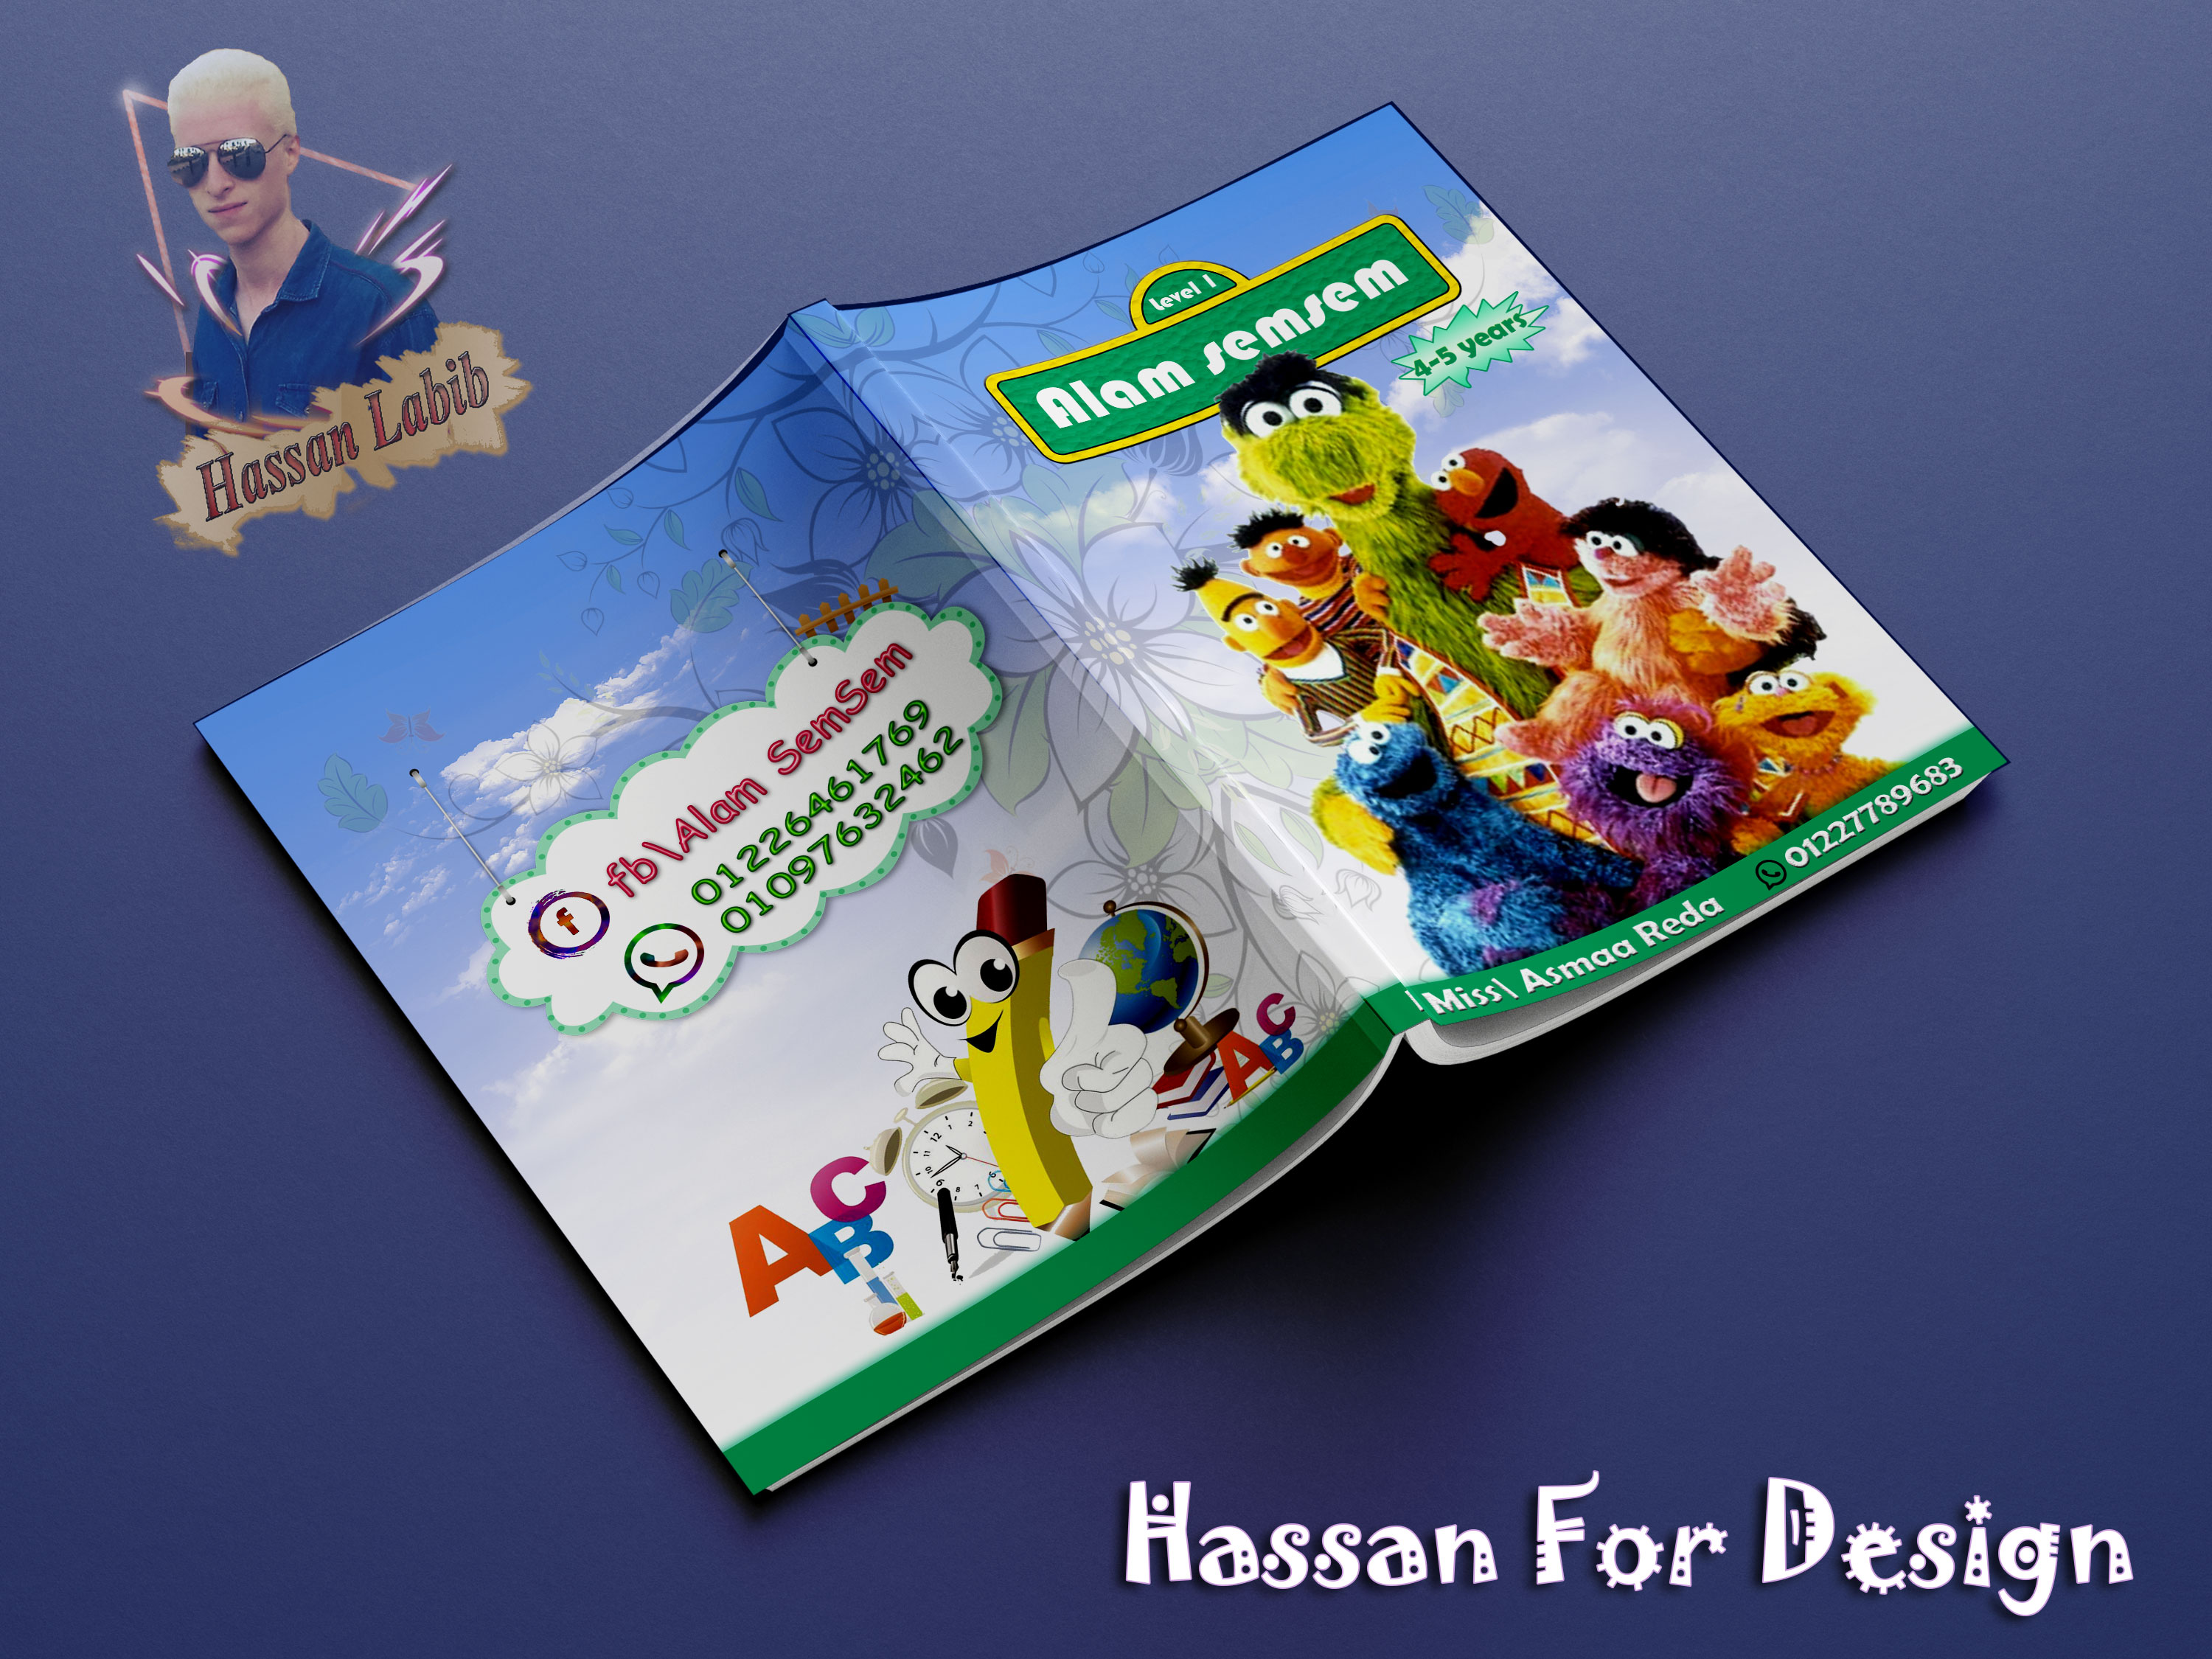 Hassan Labib
Level 1
Alam semsem
4-5 years
fb\Alam SemSem
01226461769
01097632462
Miss\ Asmaa Reda
01227789683
A B C
A B C
Hassan For Design